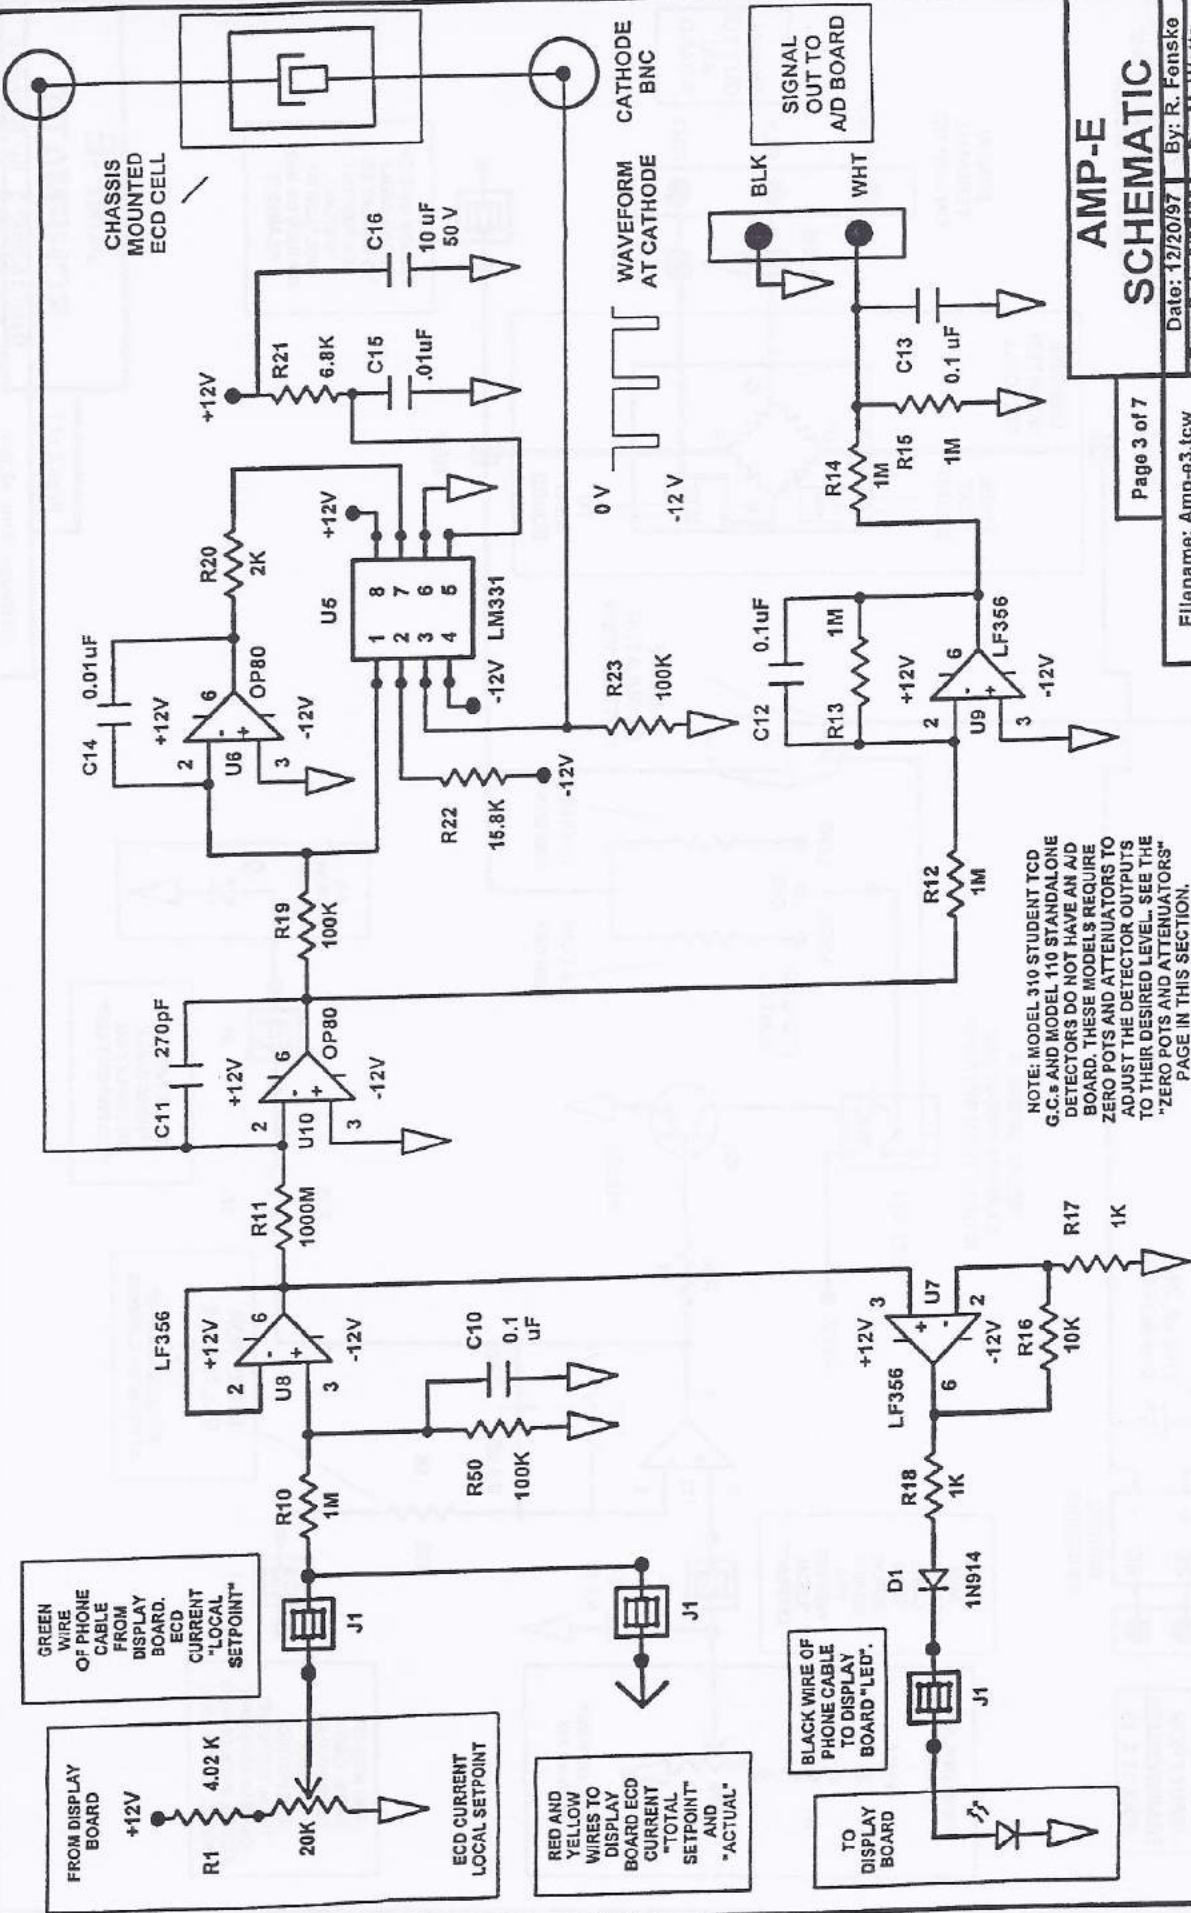 CHASSIS
MOUNTED
ECD CELL
CATHODE
BNC
WAVEFORM
AT CATHODE
0 V
-12 V
SIGNAL
OUT TO
A/D BOARD
BLK
WHT
+12V
R21
6.8K
C15
.01uF
C16
10 uF
50 V
R20
2K
C14
0.01uF
+12V
2
6
U6
3
OP80
-12V
U5
+12V
1
8
2
7
3
6
4
5
LM331
-12V
R22
15.8K
-12V
R23
100K
R19
100K
C11
270pF
+12V
2
6
U10
3
OP80
-12V
R11
1000M
C12
0.1uF
R13
1M
+12V
2
6
U9
3
LF356
-12V
R12
1M
R14
1M
R15
1M
C13
0.1 uF
LF356
+12V
2
6
U8
3
-12V
R10
1M
R50
100K
C10
0.1
uF
GREEN
WIRE
OF PHONE
CABLE
FROM
DISPLAY
BOARD.
ECD
CURRENT
"LOCAL
SETPOINT"
J1
FROM DISPLAY
BOARD
+12V
R1
4.02 K
20K
ECD CURRENT
LOCAL SETPOINT
RED AND
YELLOW
WIRES TO
DISPLAY
BOARD ECD
CURRENT
"TOTAL
SETPOINT"
AND
"ACTUAL"
J1
BLACK WIRE OF
PHONE CABLE
TO DISPLAY
BOARD "LED".
TO
DISPLAY
BOARD
J1
D1
1N914
R18
1K
LF356
+12V
3
U7
2
6
-12V
R16
10K
R17
1K
NOTE: MODEL 310 STUDENT TCD
G.C.s AND MODEL 110 STANDALONE
DETECTORS DO NOT HAVE AN A/D
BOARD. THESE MODELS REQUIRE
ZERO POTS AND ATTENUATORS TO
ADJUST THE DETECTOR OUTPUTS
TO THEIR DESIRED LEVEL. SEE THE
"ZERO POTS AND ATTENUATORS"
PAGE IN THIS SECTION.
AMP-E
SCHEMATIC
Page 3 of 7
Date: 12/20/97
By: R. Fenske
Filename: Amp-e3.tcw